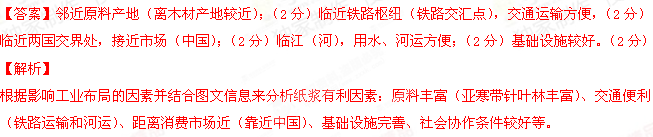 【答案】邻近原料产地（离木材产地较近）；（2 分）临近铁路枢纽（铁路交汇点），交通运输方便，（2 分）
临近两国交界处，接近市场（中国）；（2 分）临江（河），用水、河运方便；（2 分）基础设施较好。（2 分）
【解析】
根据影响工业布局的因素并结合图文信息来分析纸浆有利因素：原料丰富（亚寒带针叶林丰富）、交通便利
（铁路运输和河运）、距离消费市场近（靠近中国）、基础设施完善、社会协作条件较好等。